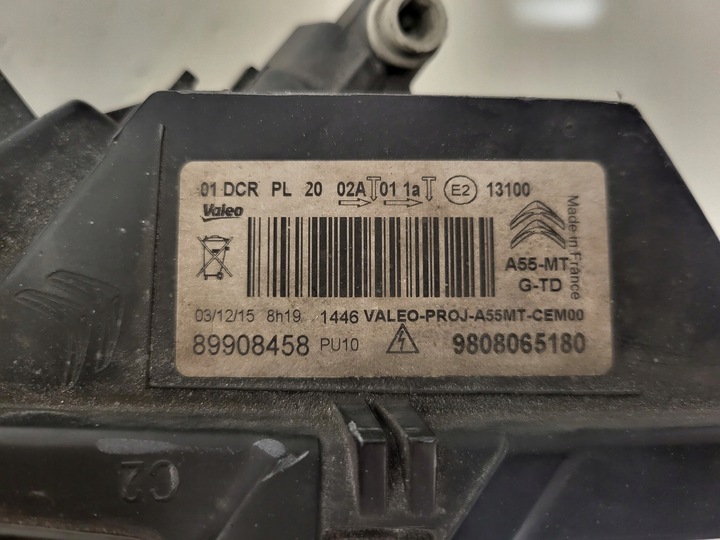 01 DCR PL 20 02A 01 1a E2 13100
Valeo
A55-MT
G-TD
Made in France
03/12/15 8h19 1446 VALEO-PROJ-A55MT-CEM00
89908458 PU10 9808065180
C2